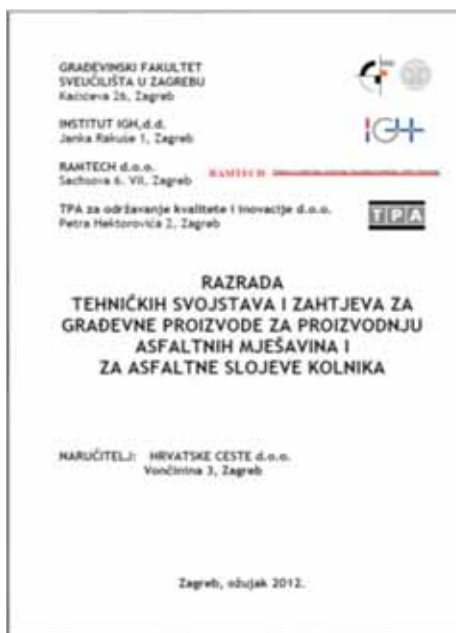 GRAĐEVINSKI FAKULTET
SVEUČILIŠTA U ZAGREBU
Kačićeva 26, Zagreb
INSTITUT IGH,d.d.
IGH
Janka Rakuše 1, Zagreb
RAMTECH d.o.o.
RAMTECH
Sachsova 6. VII, Zagreb
TPA za održavanje kvalitete i inovacije d.o.o.
TPA
Petra Hektorovića 2, Zagreb
RAZRADA
TEHNIČKIH SVOJSTAVA I ZAHTJEVA ZA
GRAĐEVNE PROIZVODE ZA PROIZVODNJU
ASFALTNIH MJEŠAVINA I
ZA ASFALTNE SLOJEVE KOLNIKA
NARUČITELJ: HRVATSKE CESTE d.o.o.
Vončinina 3, Zagreb
Zagreb, ožujak 2012.